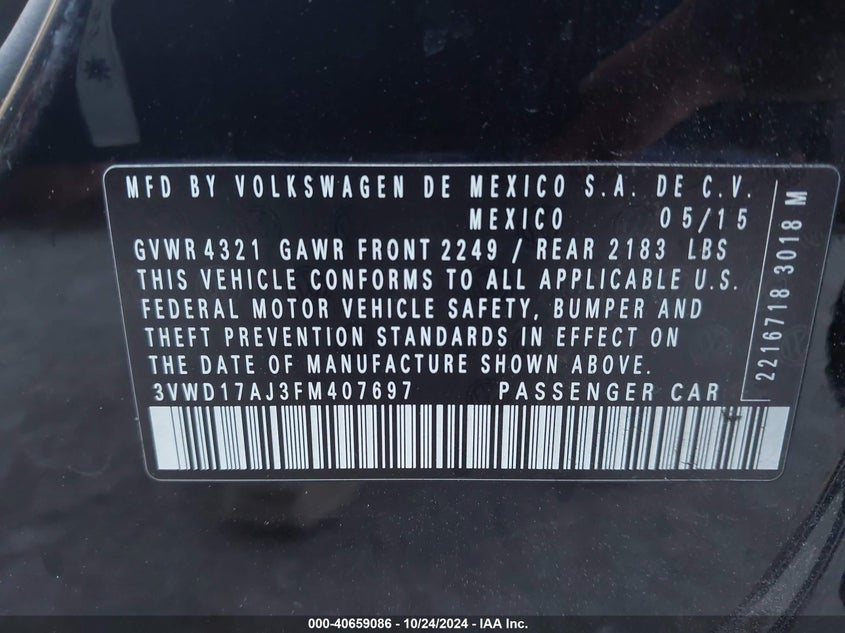 MFD BY VOLKSWAGEN DE MEXICO S.A. DE C.V.
MEXICO 05/15
GVWR 4321 GAWR FRONT 2249 / REAR 2183 LBS
THIS VEHICLE CONFORMS TO ALL APPLICABLE U.S.
FEDERAL MOTOR VEHICLE SAFETY, BUMPER AND
THEFT PREVENTION STANDARDS IN EFFECT ON
THE DATE OF MANUFACTURE SHOWN ABOVE.
3VWD17AJ3FM407697 PASSENGER CAR
2216718 3018 M
000-40659086 - 10/24/2024 - IAA Inc.